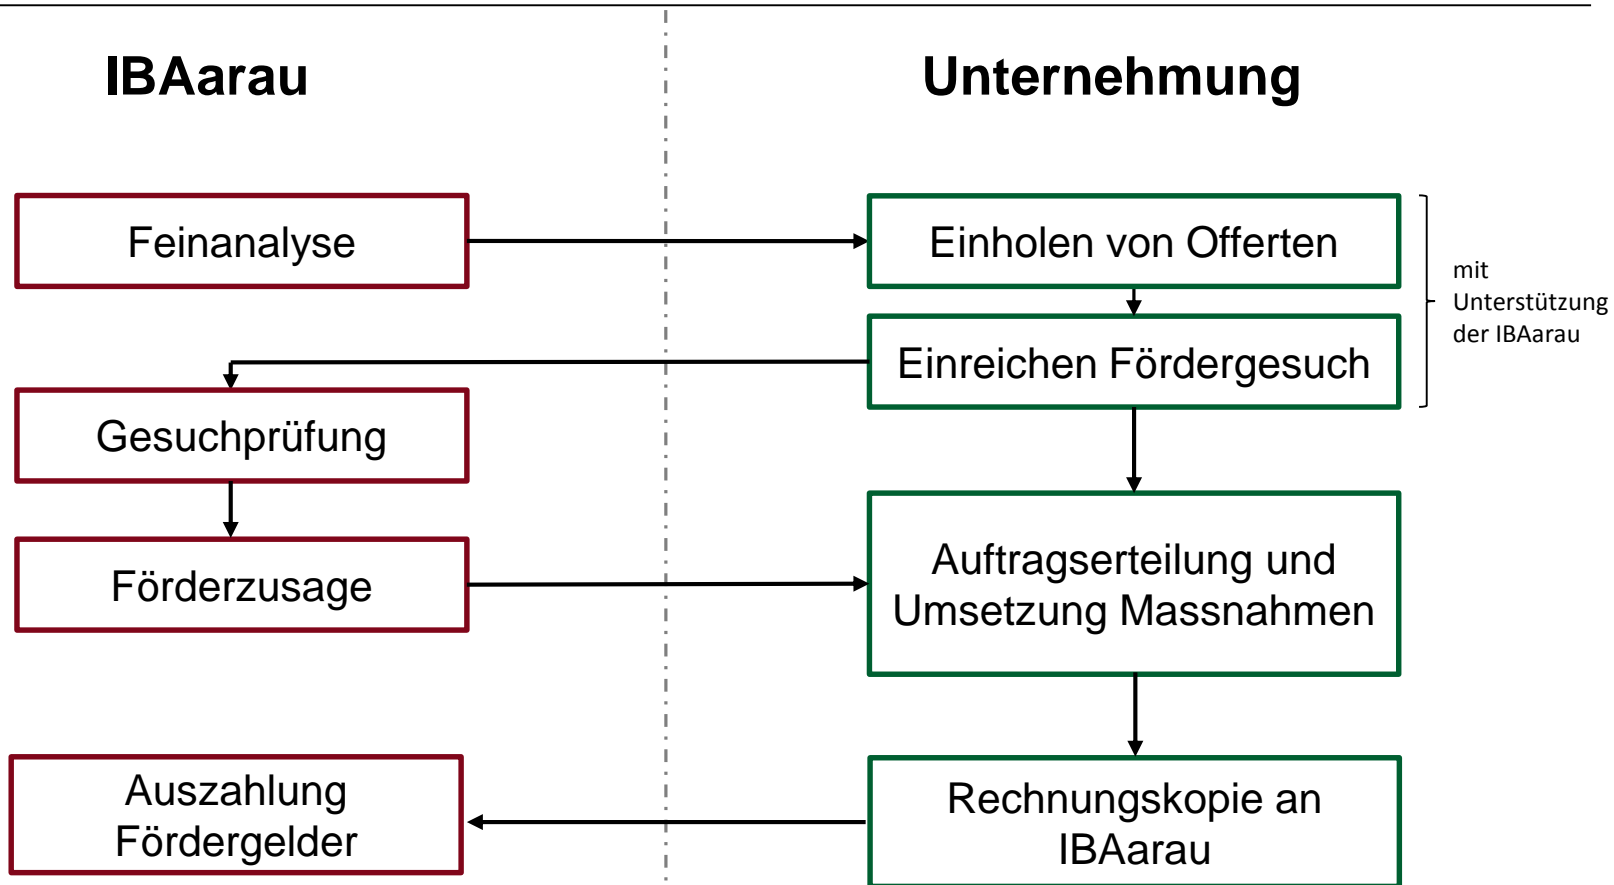 IBAarau
Unternehmung
Feinanalyse
Einholen von Offerten
mit
Unterstützung
der IBAarau
Einreichen Fördergesuch
Gesuchprüfung
Förderzusage
Auftragserteilung und
Umsetzung Massnahmen
Auszahlung
Fördergelder
Rechnungskopie an
IBAarau